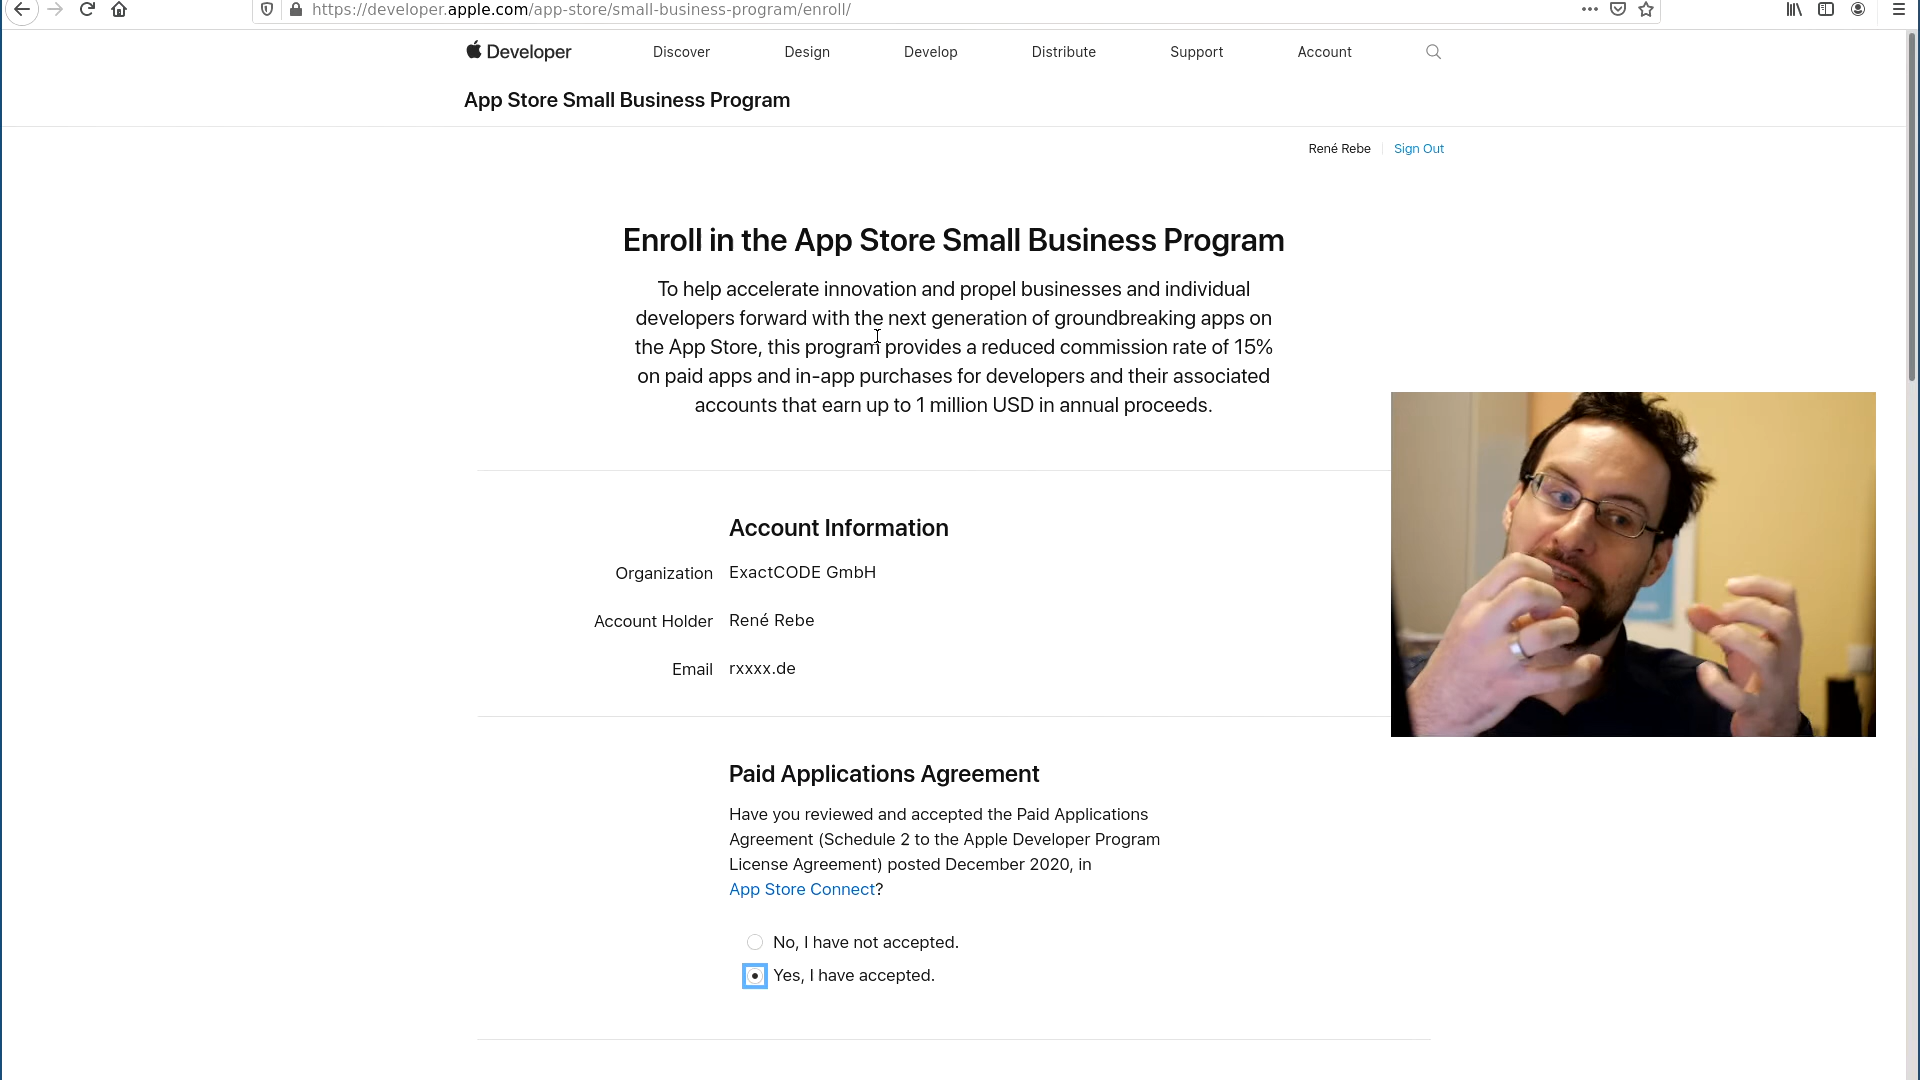 https://developer.apple.com/app-store/small-business-program/enroll/
Developer
Discover
Design
Develop
Distribute
Support
Account
App Store Small Business Program
René Rebe
Sign Out
Enroll in the App Store Small Business Program
To help accelerate innovation and propel businesses and individual
developers forward with the next generation of groundbreaking apps on
the App Store, this program provides a reduced commission rate of 15%
on paid apps and in-app purchases for developers and their associated
accounts that earn up to 1 million USD in annual proceeds.
Account Information
Organization ExactCODE GmbH
Account Holder René Rebe
Email rxxxx.de
Paid Applications Agreement
Have you reviewed and accepted the Paid Applications
Agreement (Schedule 2 to the Apple Developer Program
License Agreement) posted December 2020, in
App Store Connect?
No, I have not accepted.
Yes, I have accepted.